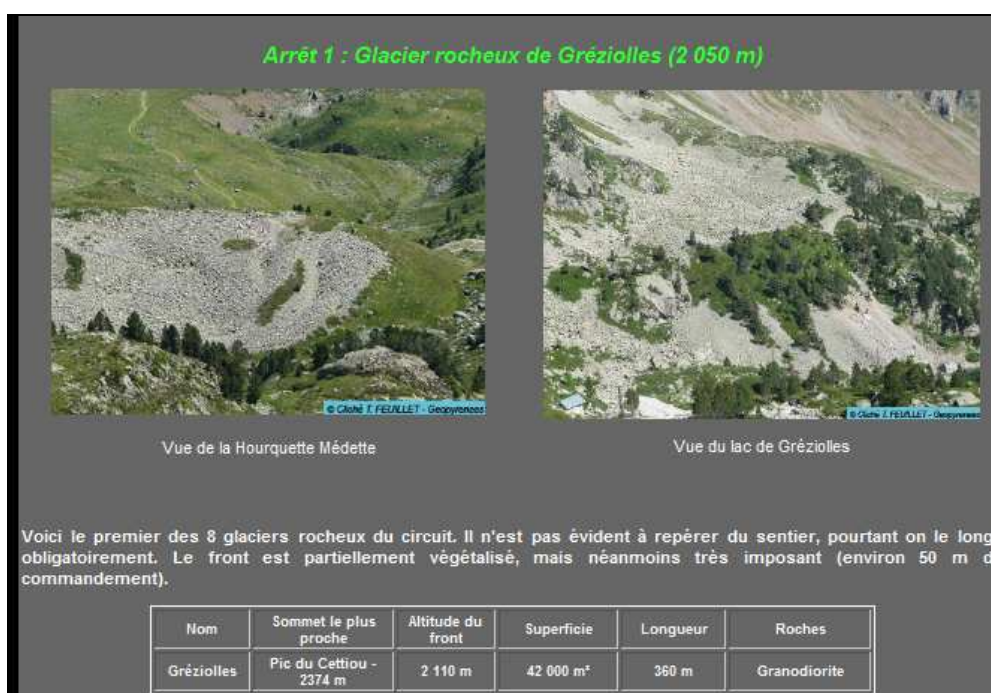 Arrêt 1 : Glacier rocheux de Gréziolles (2 050 m)
© Cliché T. FEUILLET - Geopyrenees
© Cliché T. FEUILLET - Geopyrenees
Vue de la Hourquette Médette
Vue du lac de Gréziolles
Voici le premier des 8 glaciers rocheux du circuit. Il n'est pas évident à repérer du sentier, pourtant on le long
obligatoirement. Le front est partiellement végétalisé, mais néanmoins très imposant (environ 50 m d
commandement).
Nom Sommet le plus proche Altitude du front Superficie Longueur Roches
Gréziolles Pic du Cettiou - 2374 m 2 110 m 42 000 m² 360 m Granodiorite